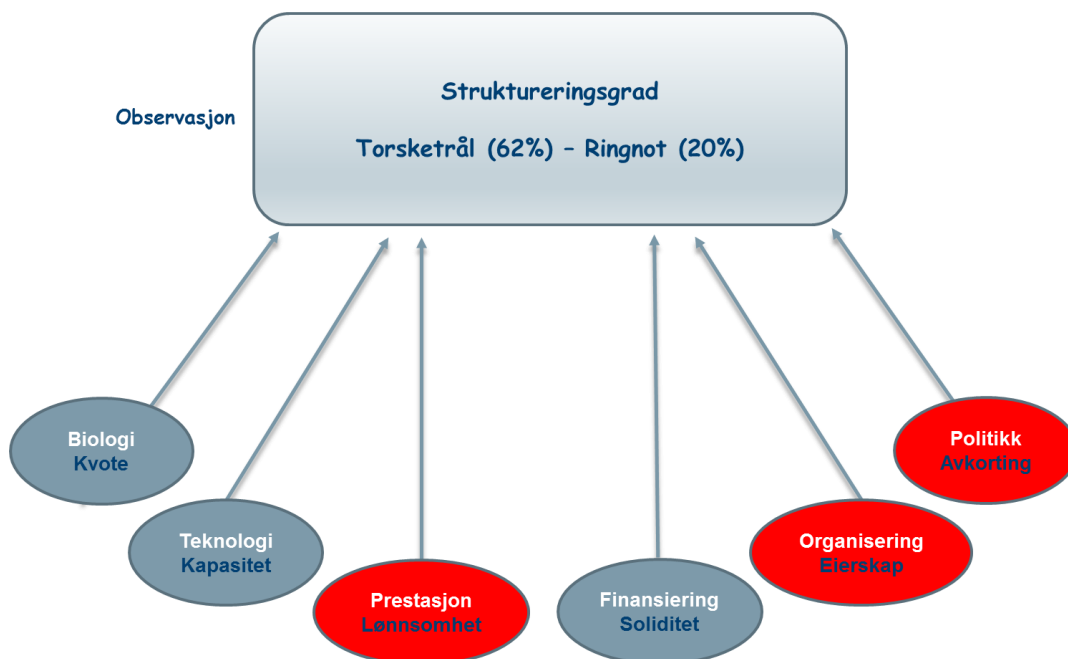 Observasjon
Struktureringsgrad
Torsketrål (62%) – Ringnot (20%)
Biologi
Kvote
Teknologi
Kapasitet
Prestasjon
Lønnsomhet
Finansiering
Soliditet
Organisering
Eierskap
Politikk
Avkorting